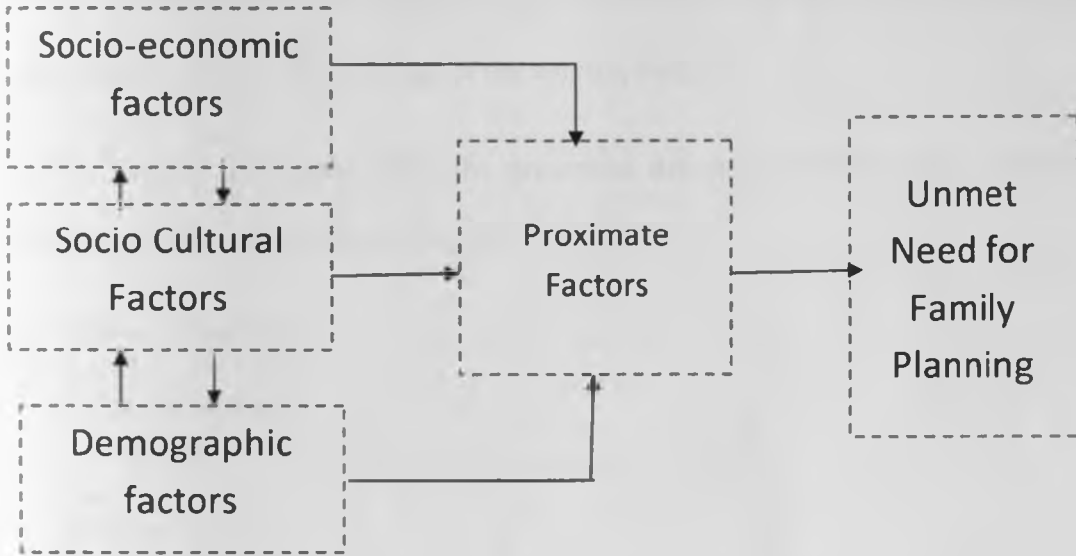 Socio-economic
factors
Socio Cultural
Factors
Demographic
factors
Proximate
Factors
Unmet
Need for
Family
Planning